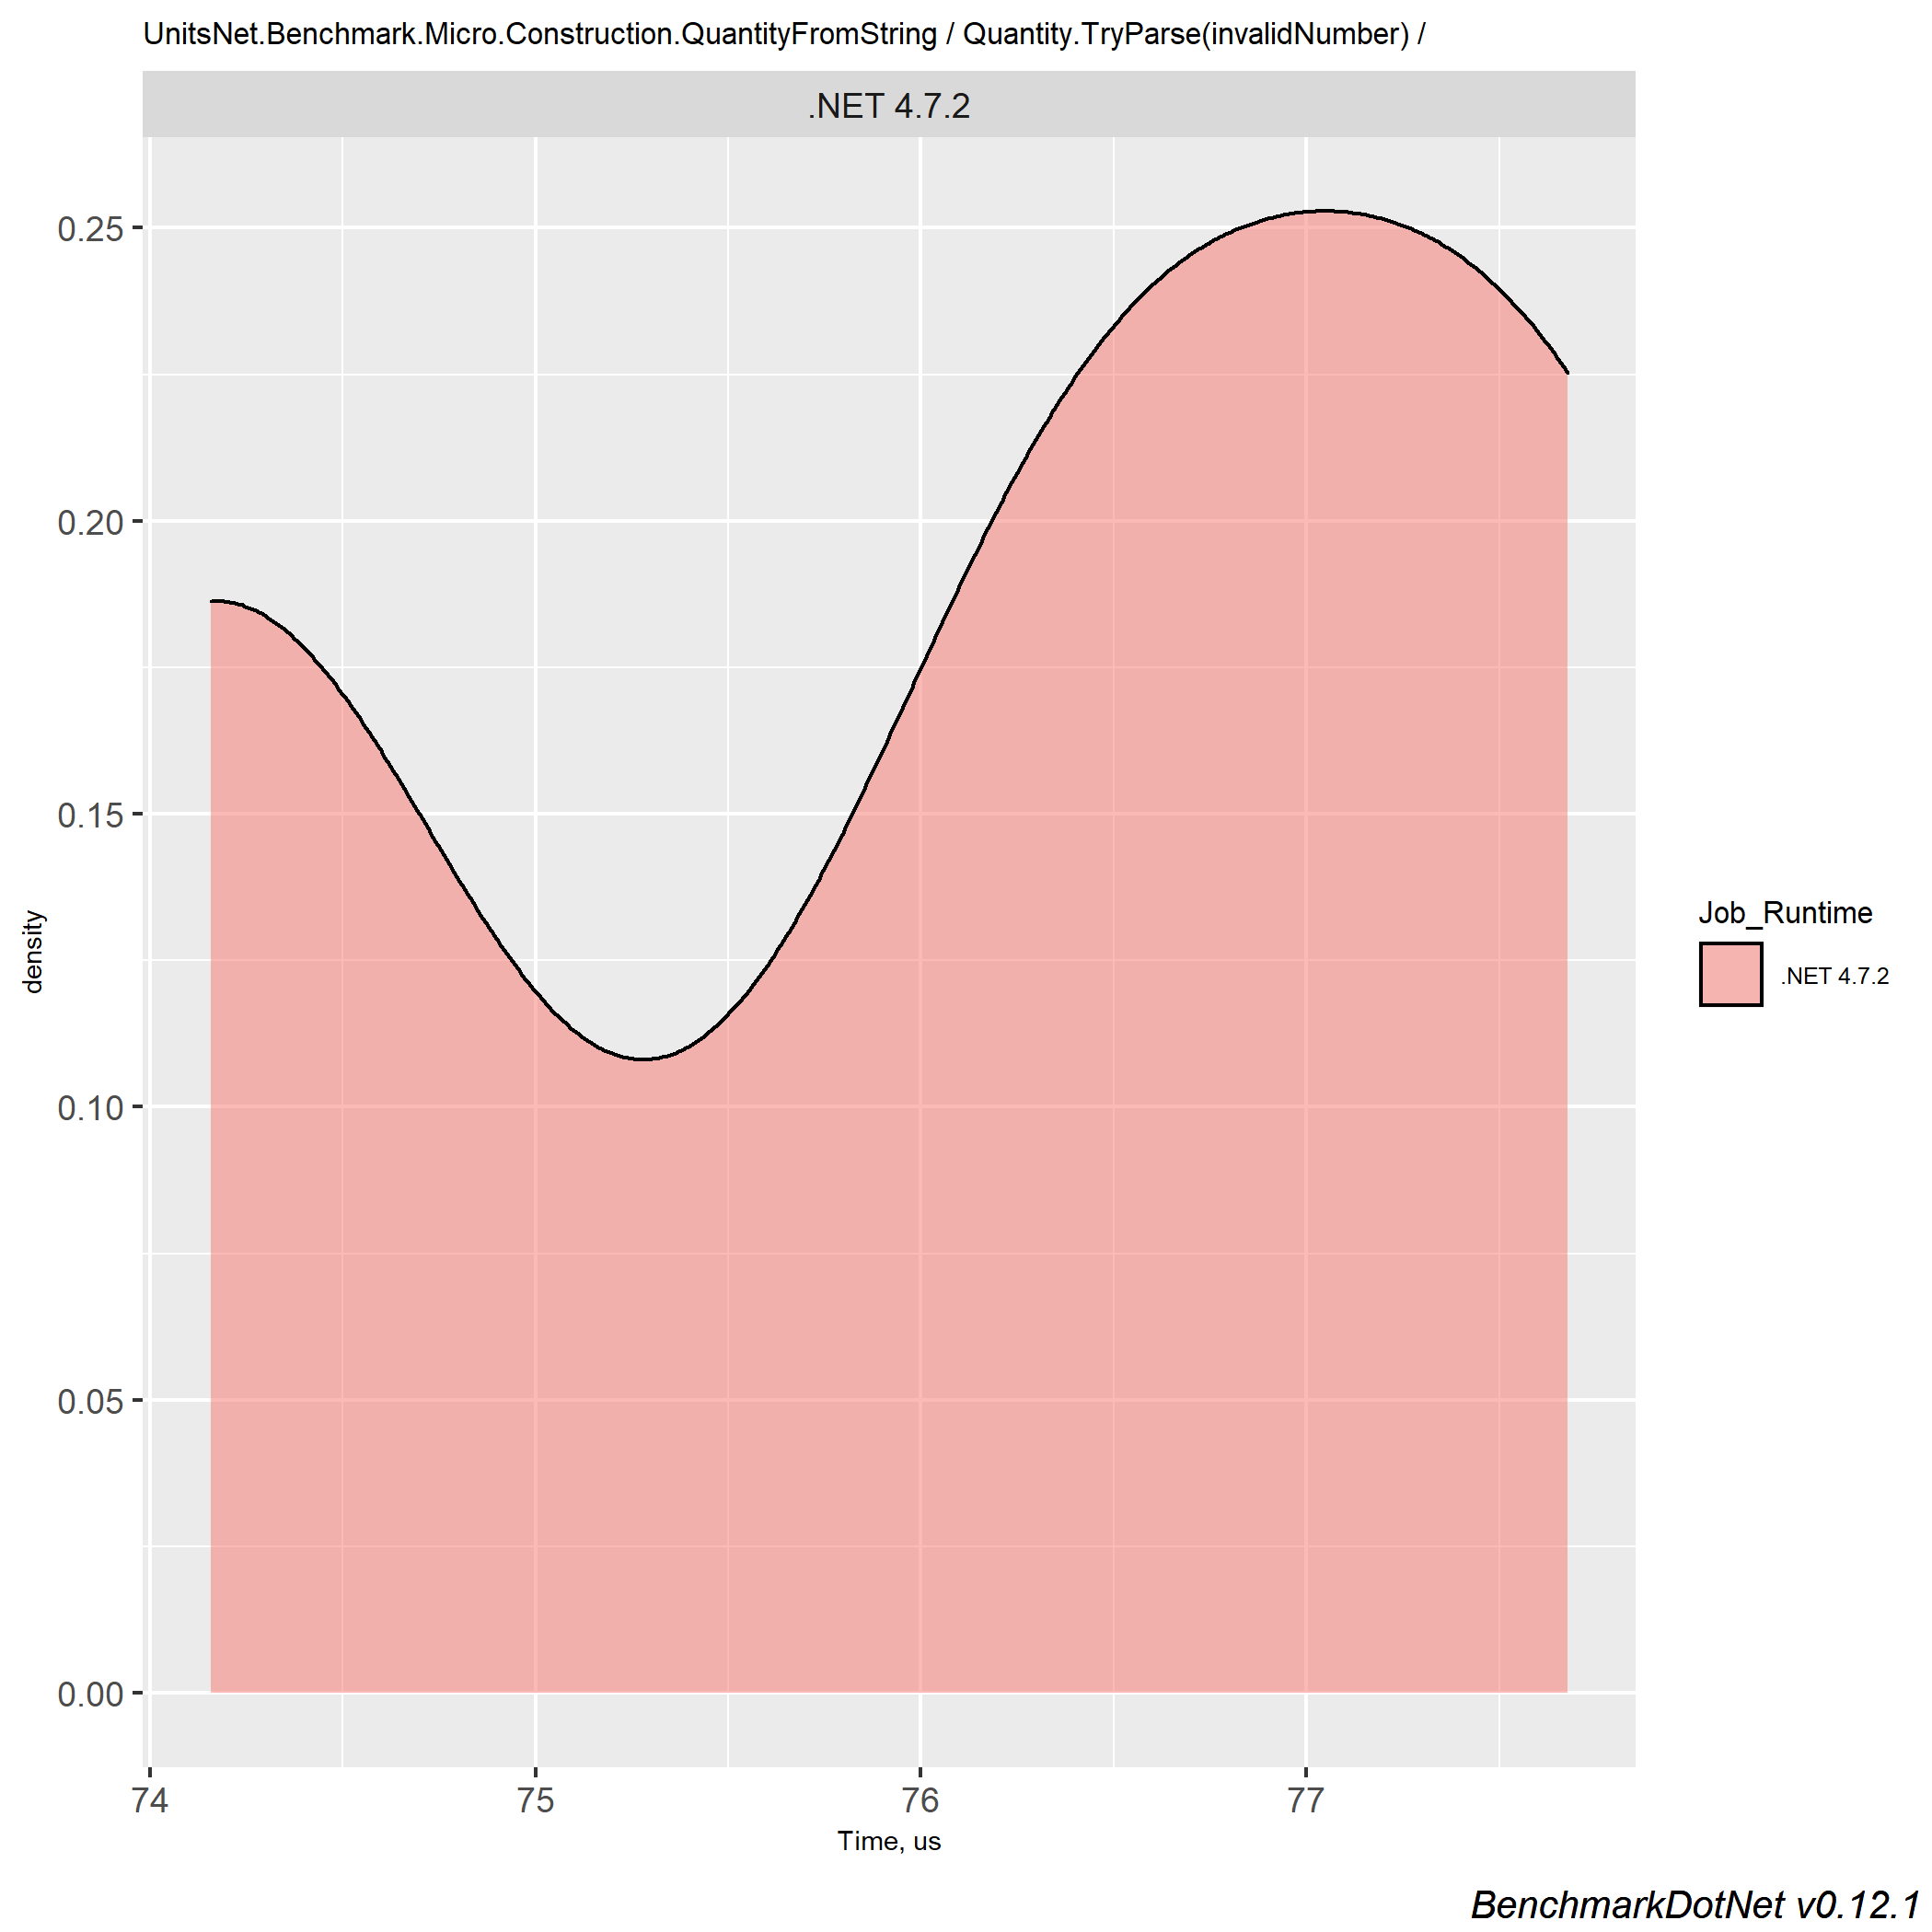 UnitsNet.Benchmark.Micro.Construction.QuantityFromString / Quantity.TryParse(invalidNumber) /
.NET 4.7.2
0.25
0.20
0.15
0.10
0.05
0.00
density
74 75 76 77
Time, us
Job_Runtime
.NET 4.7.2
BenchmarkDotNet v0.12.1